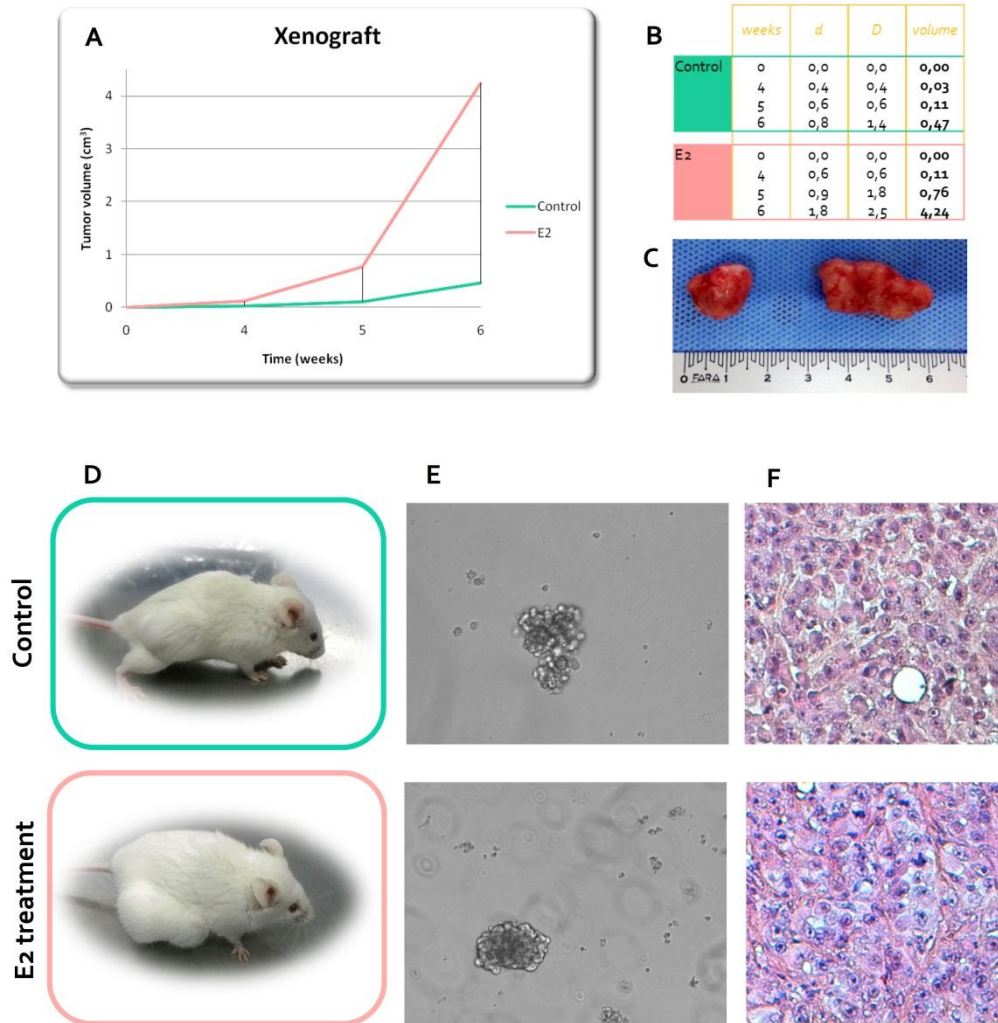 A
Xenograft
Tumor volume (cm³)
4
3
2
1
0
0 4 5 6
Time (weeks)
Control
E2
B
weeks d D volume
Control 0 0,0 0,0 0,00
4 0,4 0,4 0,03
5 0,6 0,6 0,11
6 0,8 1,4 0,47
E2 0 0,0 0,0 0,00
4 0,6 0,6 0,11
5 0,9 1,8 0,76
6 1,8 2,5 4,24
C
0 FARA 1 2 3 4 5 6
D E F
Control
E2 treatment